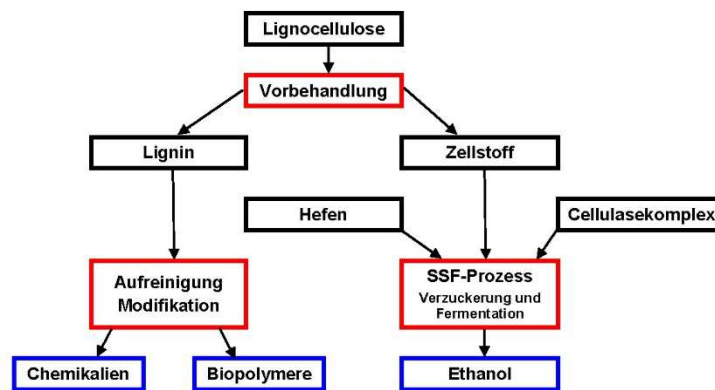 Lignocellulose
Vorbehandlung
Lignin
Zellstoff
Hefen
Cellulasekomplex
Aufreinigung
Modifikation
SSF-Prozess
Verzuckerung und
Fermentation
Chemikalien
Biopolymere
Ethanol